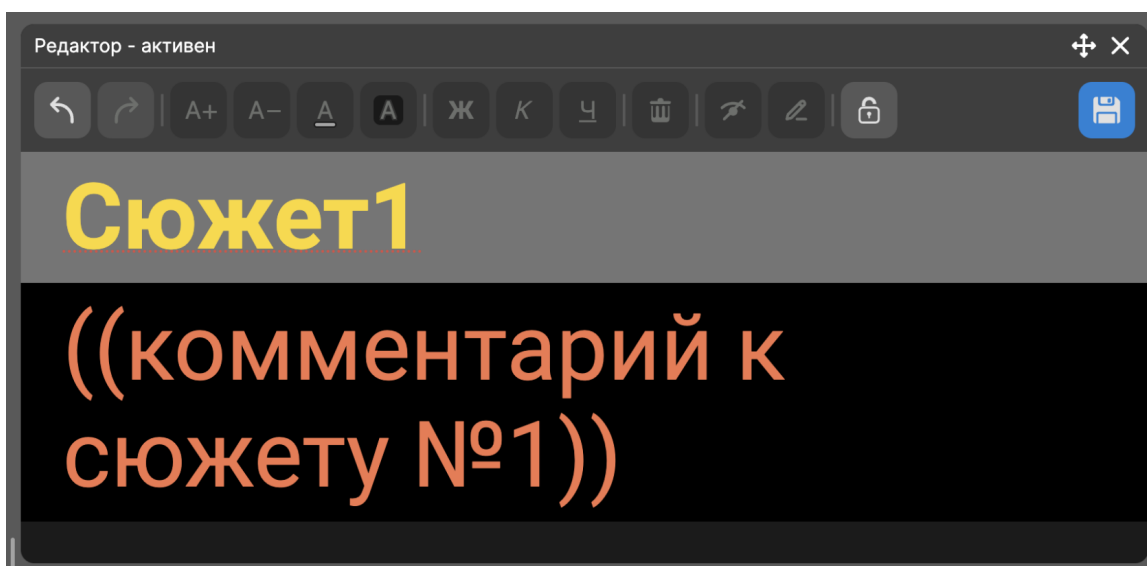 Редактор - активен
A+ A− A A Ж К Ч
Сюжет1
((комментарий к
сюжету №1))